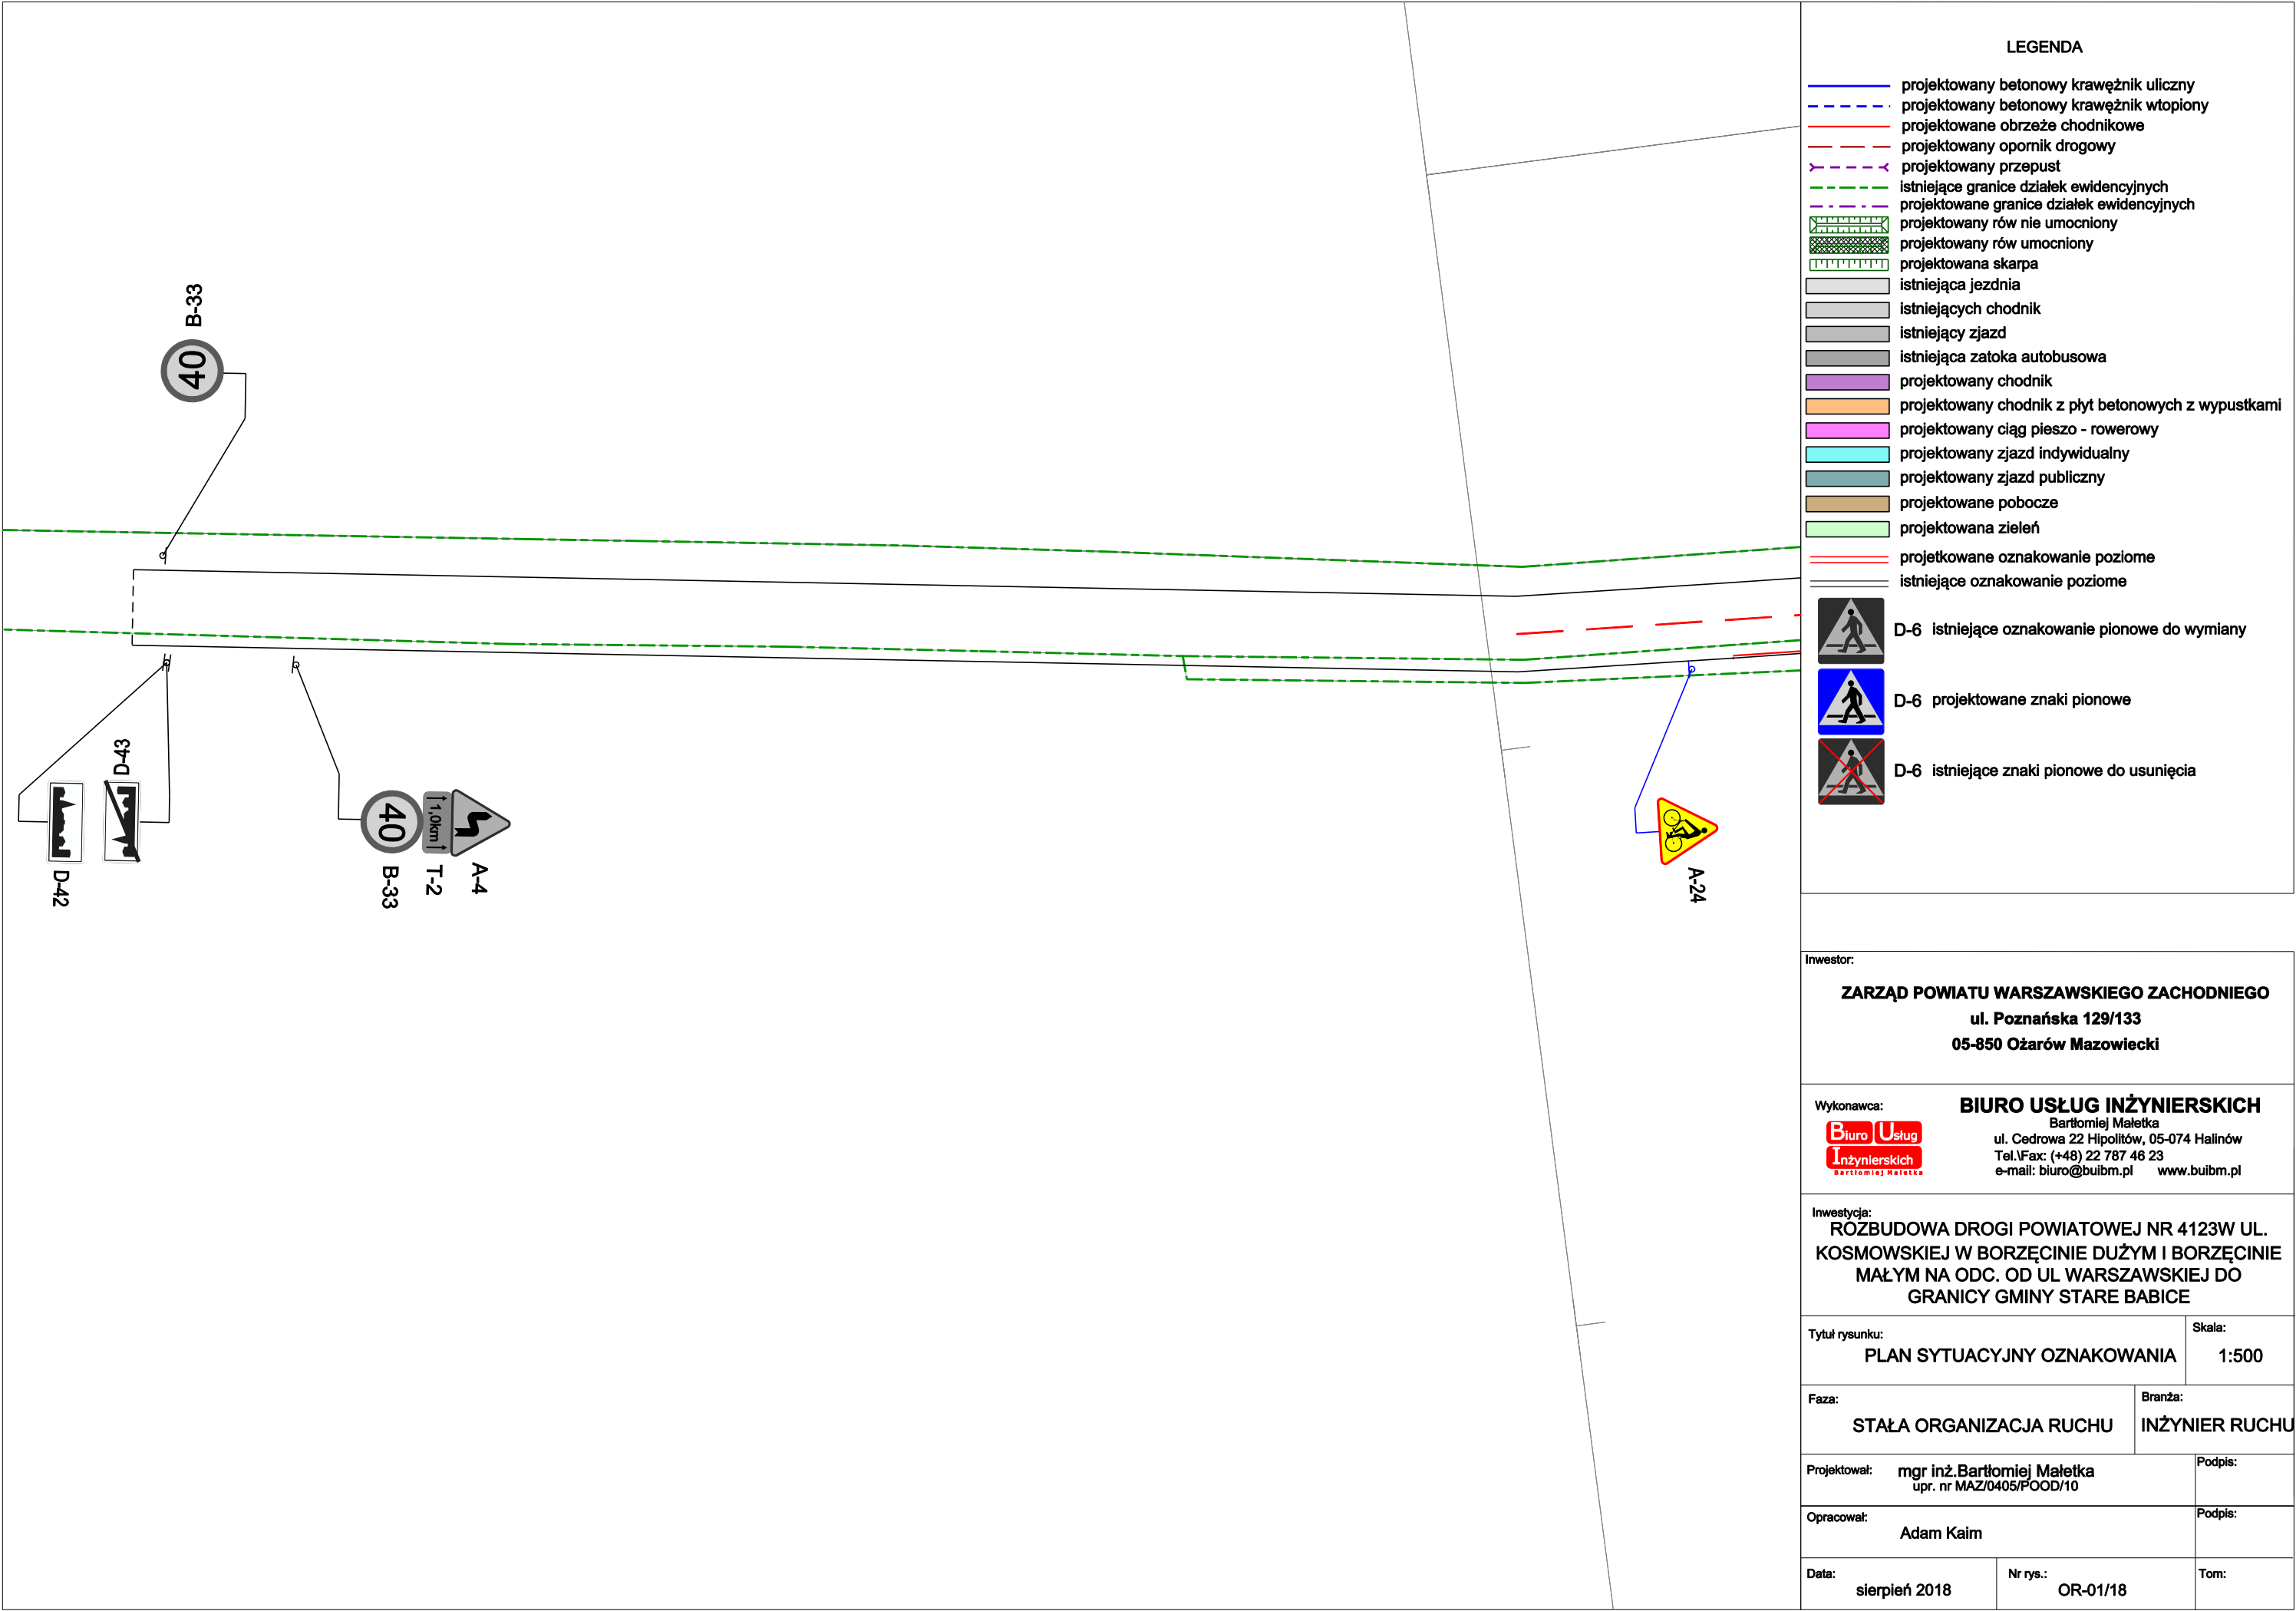 B-33
40
D-43
D-42
40
1,0km
B-33
T-2
A-4
A-24
LEGENDA
projektowany betonowy krawężnik uliczny
projektowany betonowy krawężnik wtopiony
projektowane obrzeże chodnikowe
projektowany opornik drogowy
projektowany przepust
istniejące granice działek ewidencyjnych
projektowane granice działek ewidencyjnych
projektowany rów nie umocniony
projektowany rów umocniony
projektowana skarpa
istniejąca jezdnia
istniejących chodnik
istniejący zjazd
istniejąca zatoka autobusowa
projektowany chodnik
projektowany chodnik z płyt betonowych z wypustkami
projektowany ciąg pieszo - rowerowy
projektowany zjazd indywidualny
projektowany zjazd publiczny
projektowane pobocze
projektowana zieleń
projetkowane oznakowanie poziome
istniejące oznakowanie poziome
D-6 istniejące oznakowanie pionowe do wymiany
D-6 projektowane znaki pionowe
D-6 istniejące znaki pionowe do usunięcia
Inwestor:
ZARZĄD POWIATU WARSZAWSKIEGO ZACHODNIEGO
ul. Poznańska 129/133
05-850 Ożarów Mazowiecki
Wykonawca:
Biuro Usług
Inżynierskich
Bartłomiej Małetka
BIURO USŁUG INŻYNIERSKICH
Bartłomiej Małetka
ul. Cedrowa 22 Hipolitów, 05-074 Halinów
Tel.\Fax: (+48) 22 787 46 23
e-mail: biuro@buibm.pl www.buibm.pl
Inwestycja:
ROZBUDOWA DROGI POWIATOWEJ NR 4123W UL.
KOSMOWSKIEJ W BORZĘCINIE DUŻYM I BORZĘCINIE
MAŁYM NA ODC. OD UL WARSZAWSKIEJ DO
GRANICY GMINY STARE BABICE
Tytuł rysunku:
PLAN SYTUACYJNY OZNAKOWANIA
Skala:
1:500
Faza:
STAŁA ORGANIZACJA RUCHU
Branża:
INŻYNIER RUCHU
Projektował:
mgr inż.Bartłomiej Małetka
upr. nr MAZ/0405/POOD/10
Podpis:
Opracował:
Adam Kaim
Podpis:
Data:
sierpień 2018
Nr rys.:
OR-01/18
Tom: